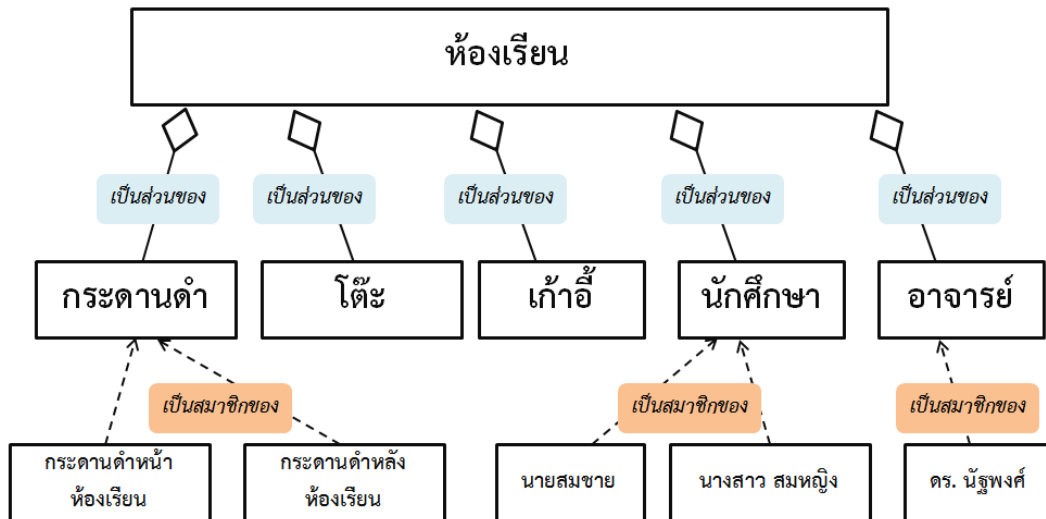 ห้องเรียน
เป็นส่วนของ
เป็นส่วนของ
เป็นส่วนของ
เป็นส่วนของ
เป็นส่วนของ
กระดานดำ
โต๊ะ
เก้าอี้
นักศึกษา
อาจารย์
เป็นสมาชิกของ
เป็นสมาชิกของ
เป็นสมาชิกของ
กระดานดำหน้า
ห้องเรียน
กระดานดำหลัง
ห้องเรียน
นายสมชาย
นางสาว สมหญิง
ดร. นัฐพงศ์